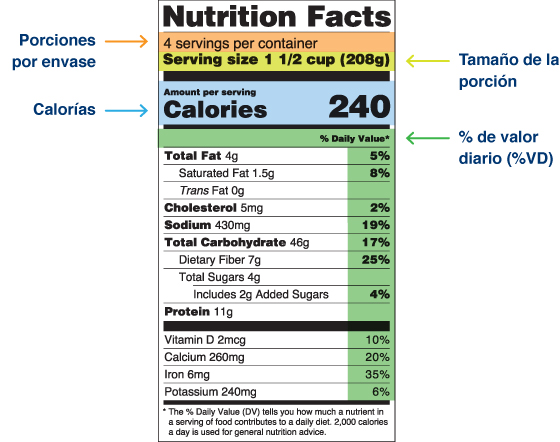 Nutrition Facts
Porciones
por envase
4 servings per container
Serving size 1 1/2 cup (208g)
Tamaño de la
porción
Amount per serving
Calorías
Calories 240
% de valor
diario (%VD)
% Daily Value*
Total Fat 4g 5%
Saturated Fat 1.5g 8%
Trans Fat 0g
Cholesterol 5mg 2%
Sodium 430mg 19%
Total Carbohydrate 46g 17%
Dietary Fiber 7g 25%
Total Sugars 4g
Includes 2g Added Sugars 4%
Protein 11g
Vitamin D 2mcg 10%
Calcium 260mg 20%
Iron 6mg 35%
Potassium 240mg 6%
* The % Daily Value (DV) tells you how much a nutrient in
a serving of food contributes to a daily diet. 2,000 calories
a day is used for general nutrition advice.